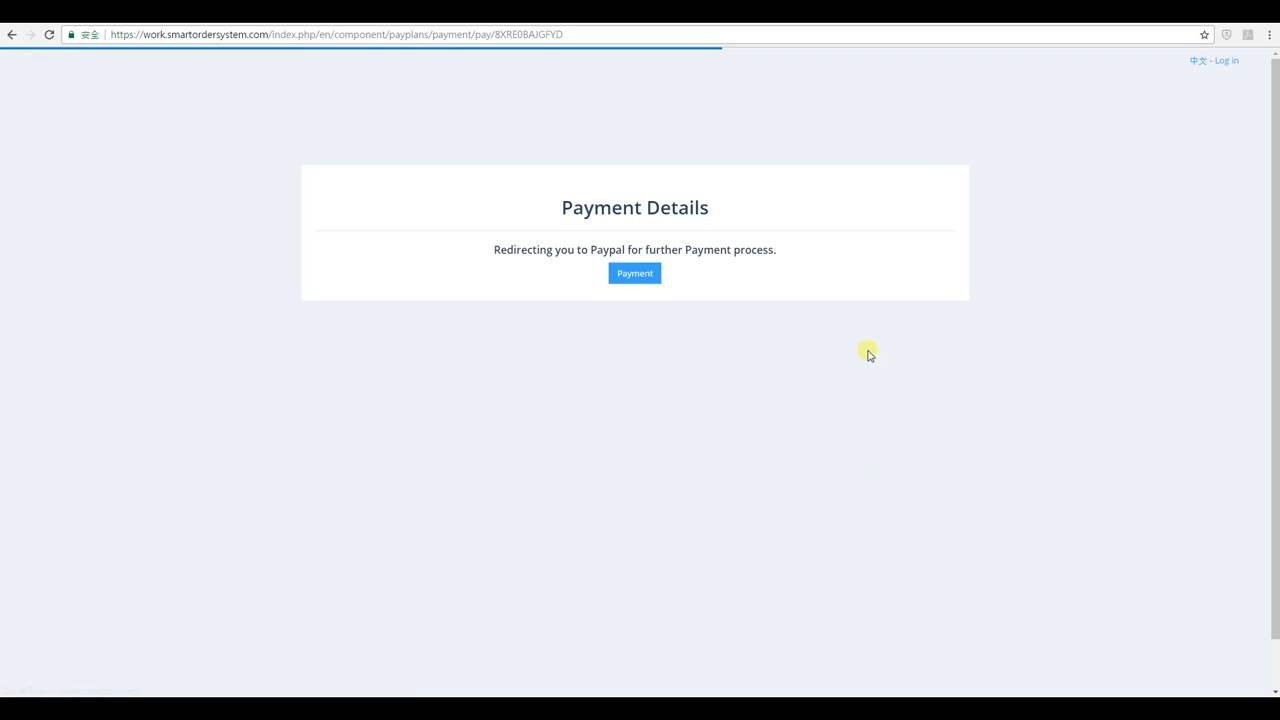 安全 https://work.smartordersystem.com/index.php/en/component/payplans/payment/pay/8XRE0BAJGFYD
中文 - Log in
Payment Details
Redirecting you to Paypal for further Payment process.
Payment